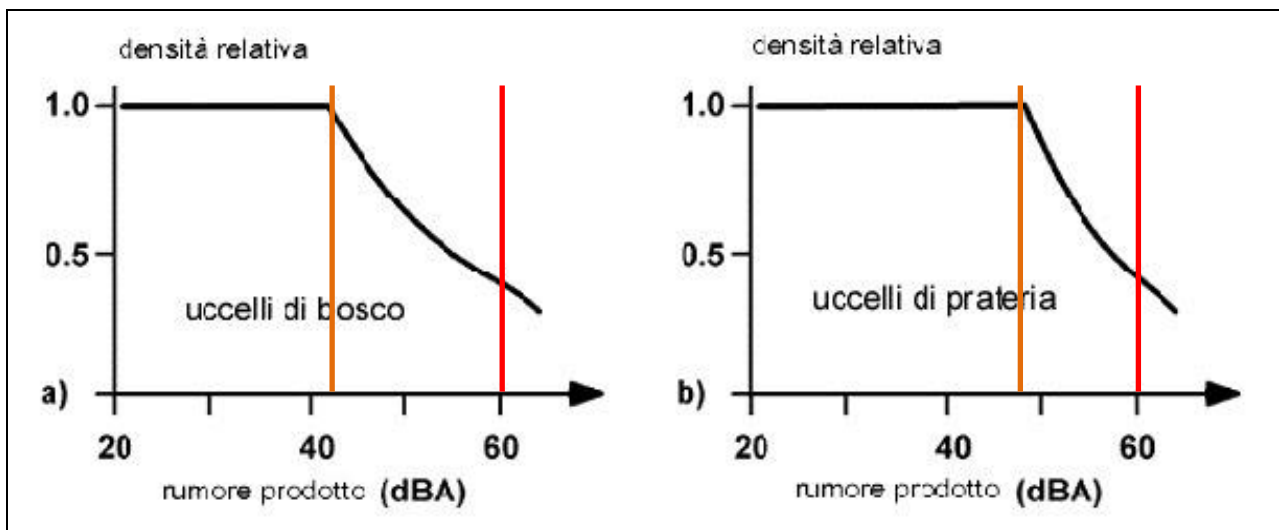 densità relativa
1.0
0.5
uccelli di bosco
a)
20 40 60
rumore prodotto (dBA)
densità relativa
1.0
0.5
uccelli di prateria
b)
20 40 60
rumore prodotto (dBA)